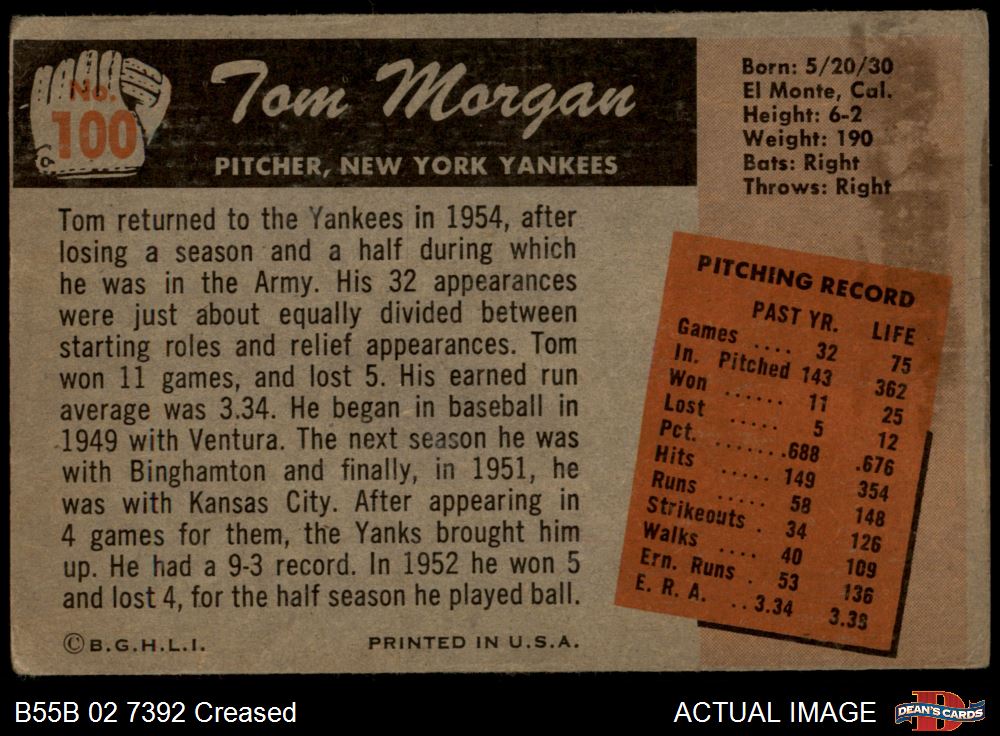 No.
100
Tom Morgan
PITCHER, NEW YORK YANKEES
Born: 5/20/30
El Monte, Cal.
Height: 6-2
Weight: 190
Bats: Right
Throws: Right
Tom returned to the Yankees in 1954, after
losing a season and a half during which
he was in the Army. His 32 appearances
were just about equally divided between
starting roles and relief appearances. Tom
won 11 games, and lost 5. His earned run
average was 3.34. He began in baseball in
1949 with Ventura. The next season he was
with Binghamton and finally, in 1951, he
was with Kansas City. After appearing in
4 games for them, the Yanks brought him
up. He had a 9-3 record. In 1952 he won 5
and lost 4, for the half season he played ball.
PITCHING RECORD
PAST YR. LIFE
Games .... 32 75
In. Pitched 143 362
Won ...... 11 25
Lost ..... 5 12
Pct. .......688 .676
Hits ..... 149 354
Runs ..... 58 148
Strikeouts . 34 126
Walks .... 40 109
Ern. Runs . 53 136
E. R. A. ..3.34 3.38
©B.G.H.L.I. PRINTED IN U.S.A.
B55B 02 7392 Creased ACTUAL IMAGE
DEAN'S CARDS